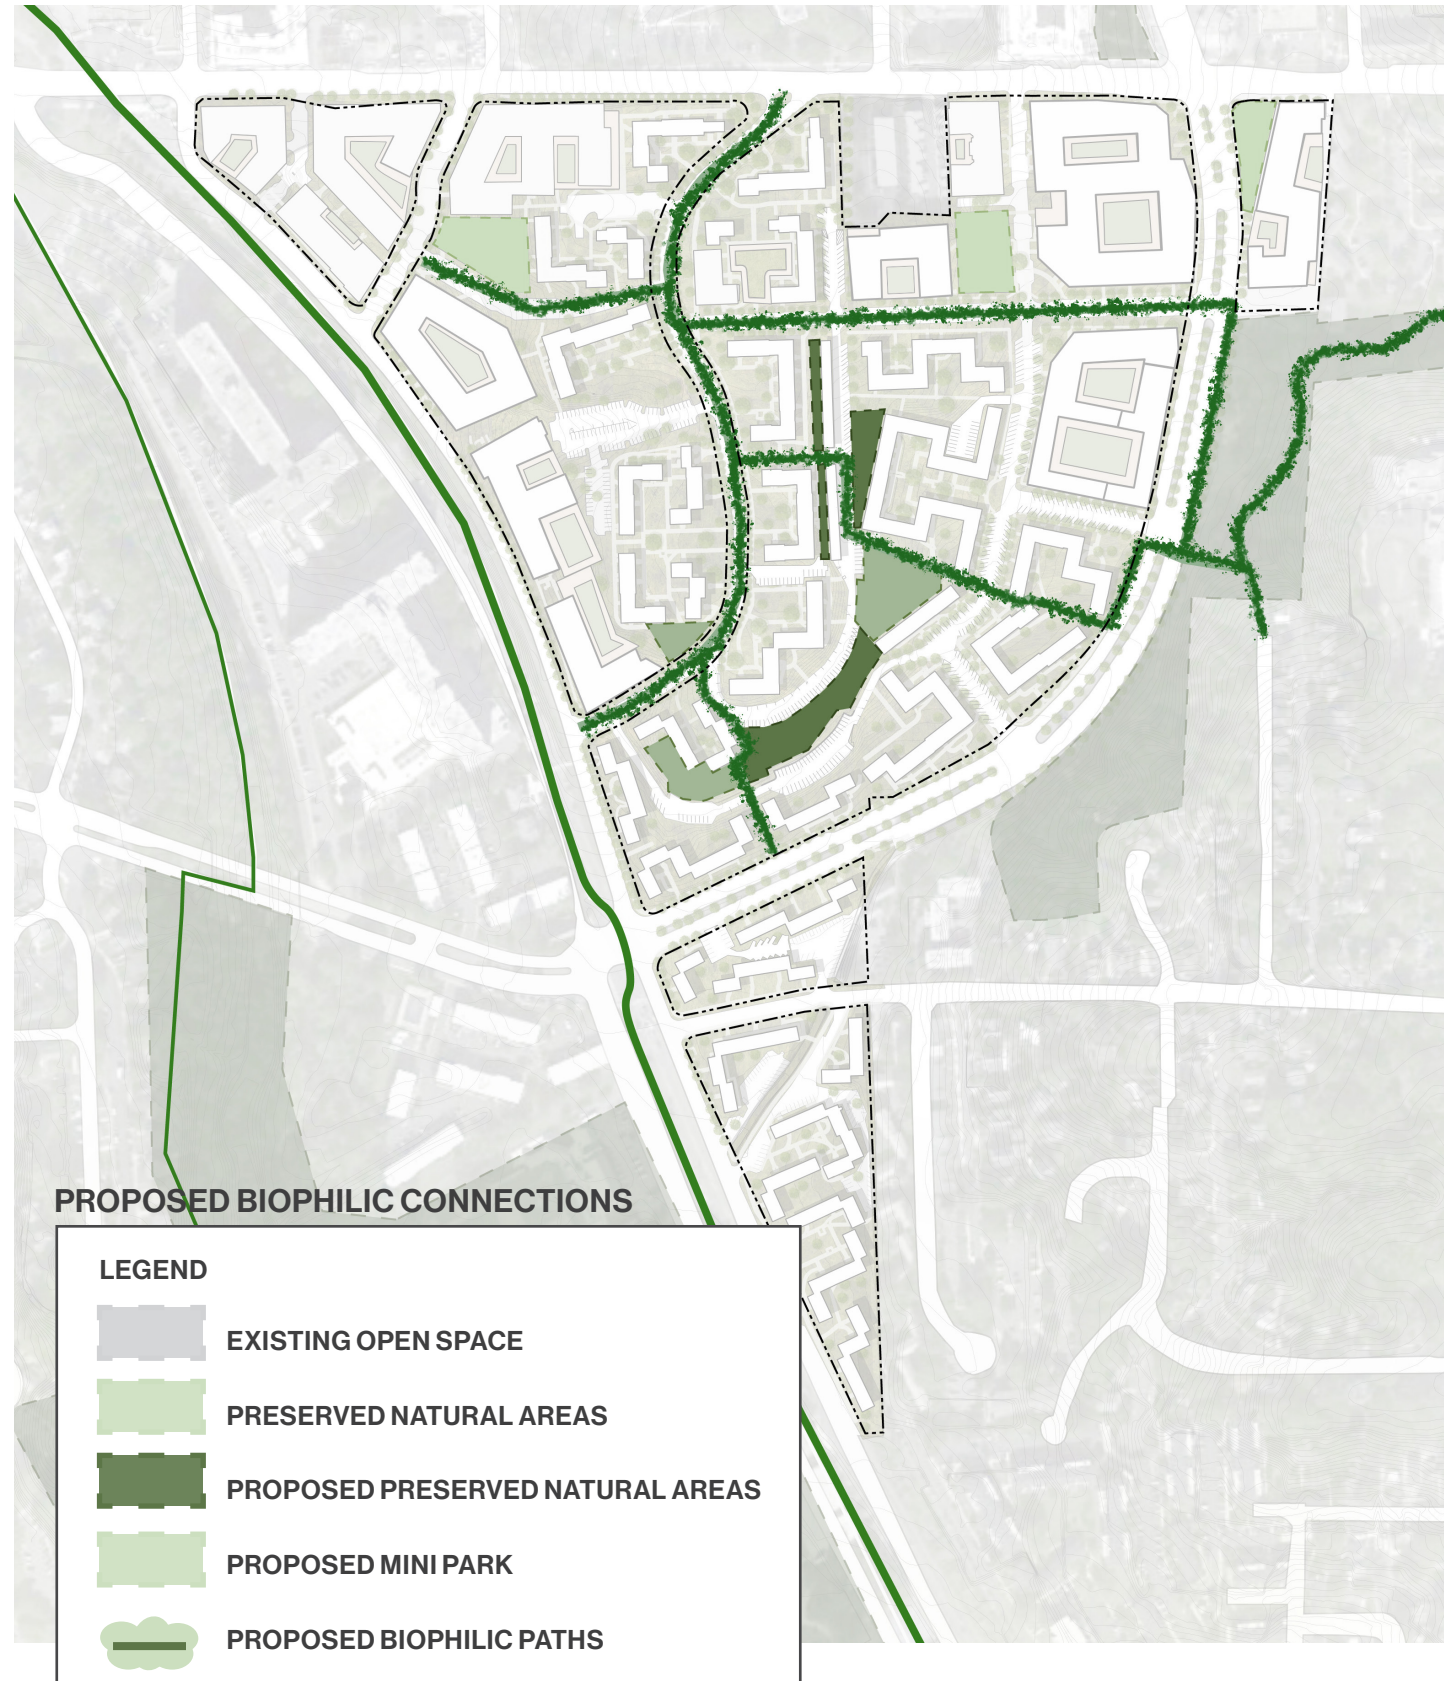 PROPOSED BIOPHILIC CONNECTIONS
LEGEND
EXISTING OPEN SPACE
PRESERVED NATURAL AREAS
PROPOSED PRESERVED NATURAL AREAS
PROPOSED MINI PARK
PROPOSED BIOPHILIC PATHS